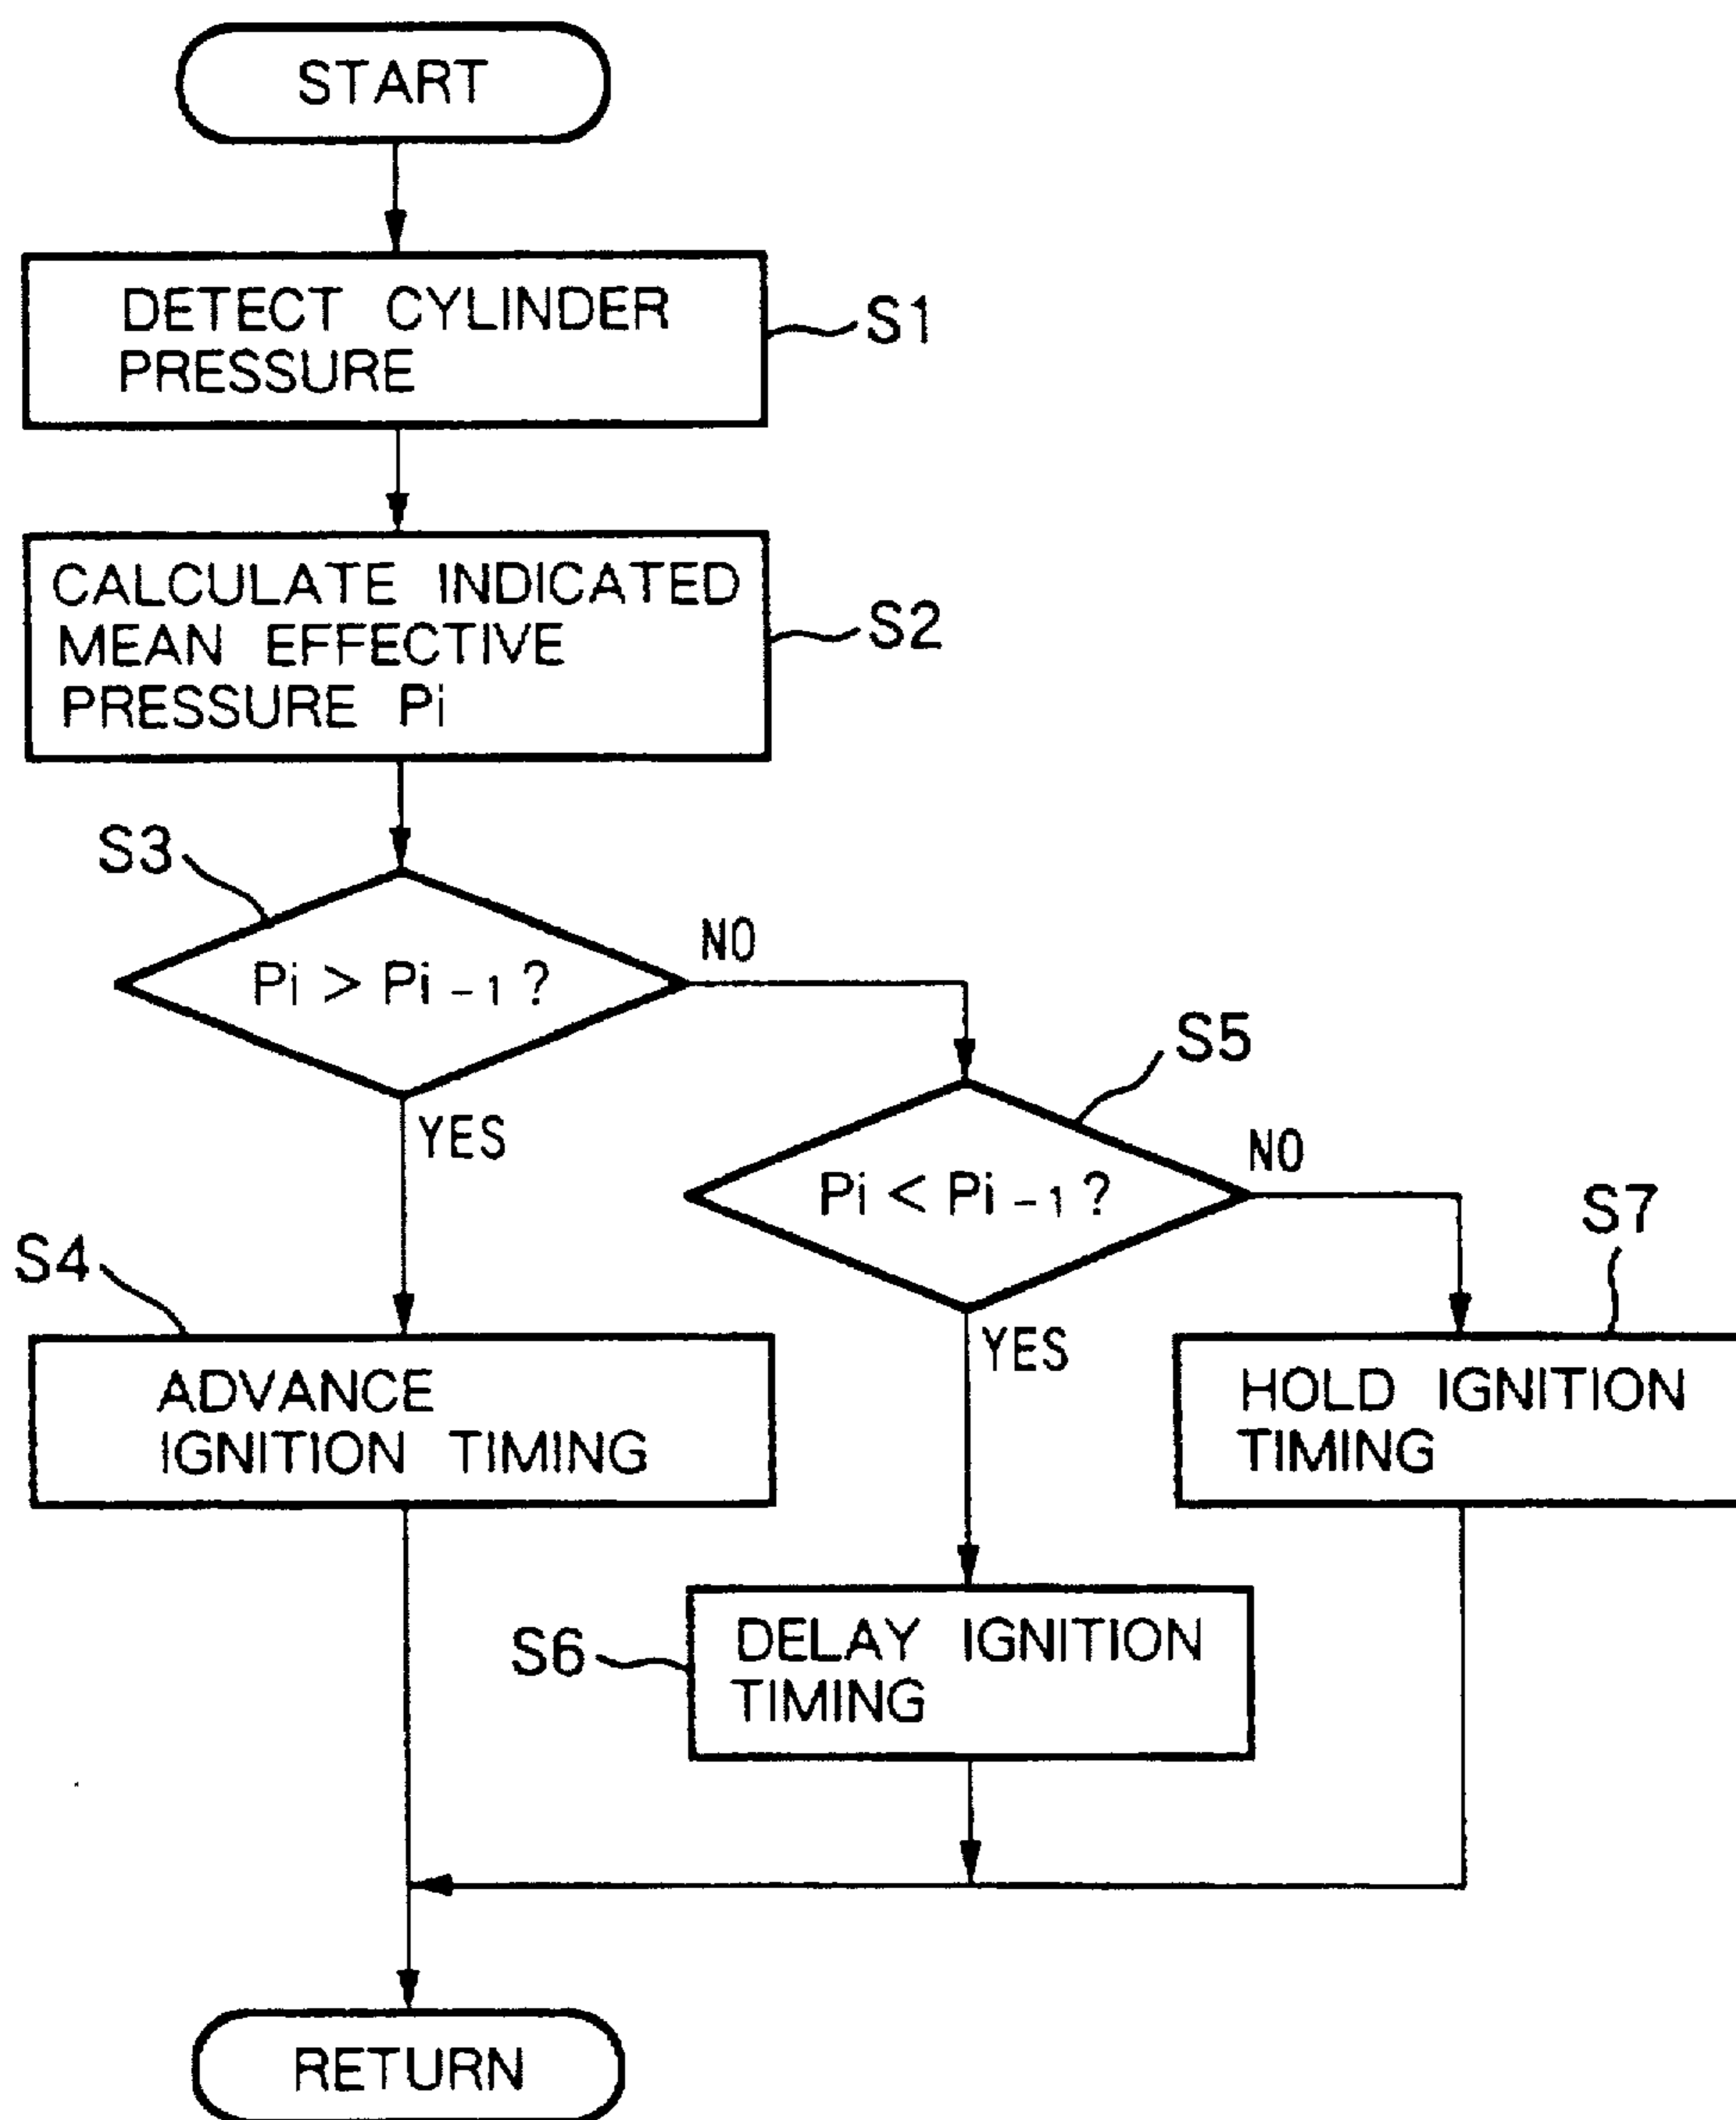 START
DETECT CYLINDER
PRESSURE
S1
CALCULATE INDICATED
MEAN EFFECTIVE
PRESSURE Pi
S2
S3
Pi > Pi-1 ?
NO
YES
S5
Pi < Pi-1 ?
NO
YES
S7
S4
ADVANCE
IGNITION TIMING
HOLD IGNITION
TIMING
S6
DELAY IGNITION
TIMING
RETURN